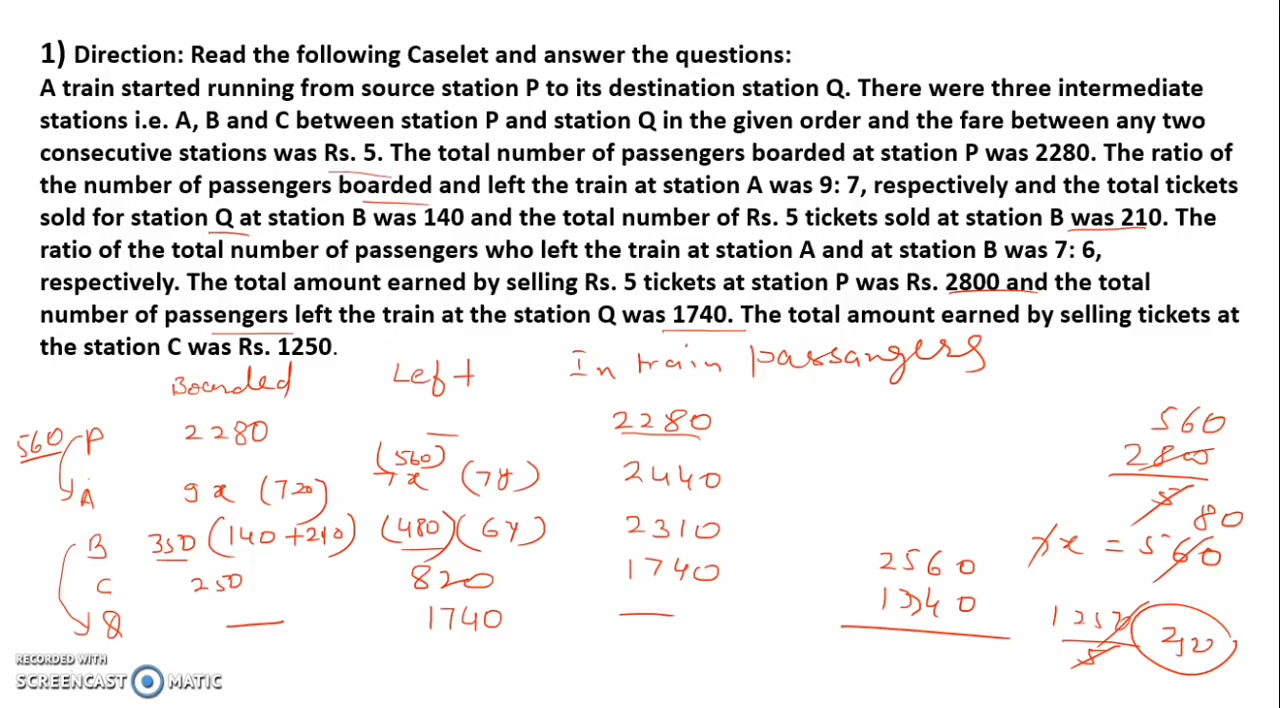 1) Direction: Read the following Caselet and answer the questions:
A train started running from source station P to its destination station Q. There were three intermediate
stations i.e. A, B and C between station P and station Q in the given order and the fare between any two
consecutive stations was Rs. 5. The total number of passengers boarded at station P was 2280. The ratio of
the number of passengers boarded and left the train at station A was 9: 7, respectively and the total tickets
sold for station Q at station B was 140 and the total number of Rs. 5 tickets sold at station B was 210. The
ratio of the total number of passengers who left the train at station A and at station B was 7: 6,
respectively. The total amount earned by selling Rs. 5 tickets at station P was Rs. 2800 and the total
number of passengers left the train at the station Q was 1740. The total amount earned by selling tickets at
the station C was Rs. 1250.
Boarded Left In train passangers
560 P 2280 — 2280
A 9x (720) (560) 7x (7y) 2440
B 350 (140+210) (480) (6y) 2310
C 250 820 1740
Q — 1740 —
2560
560
2800
5
80
7x = 560
1250
5
250
RECORDED WITH
SCREENCAST MATIC